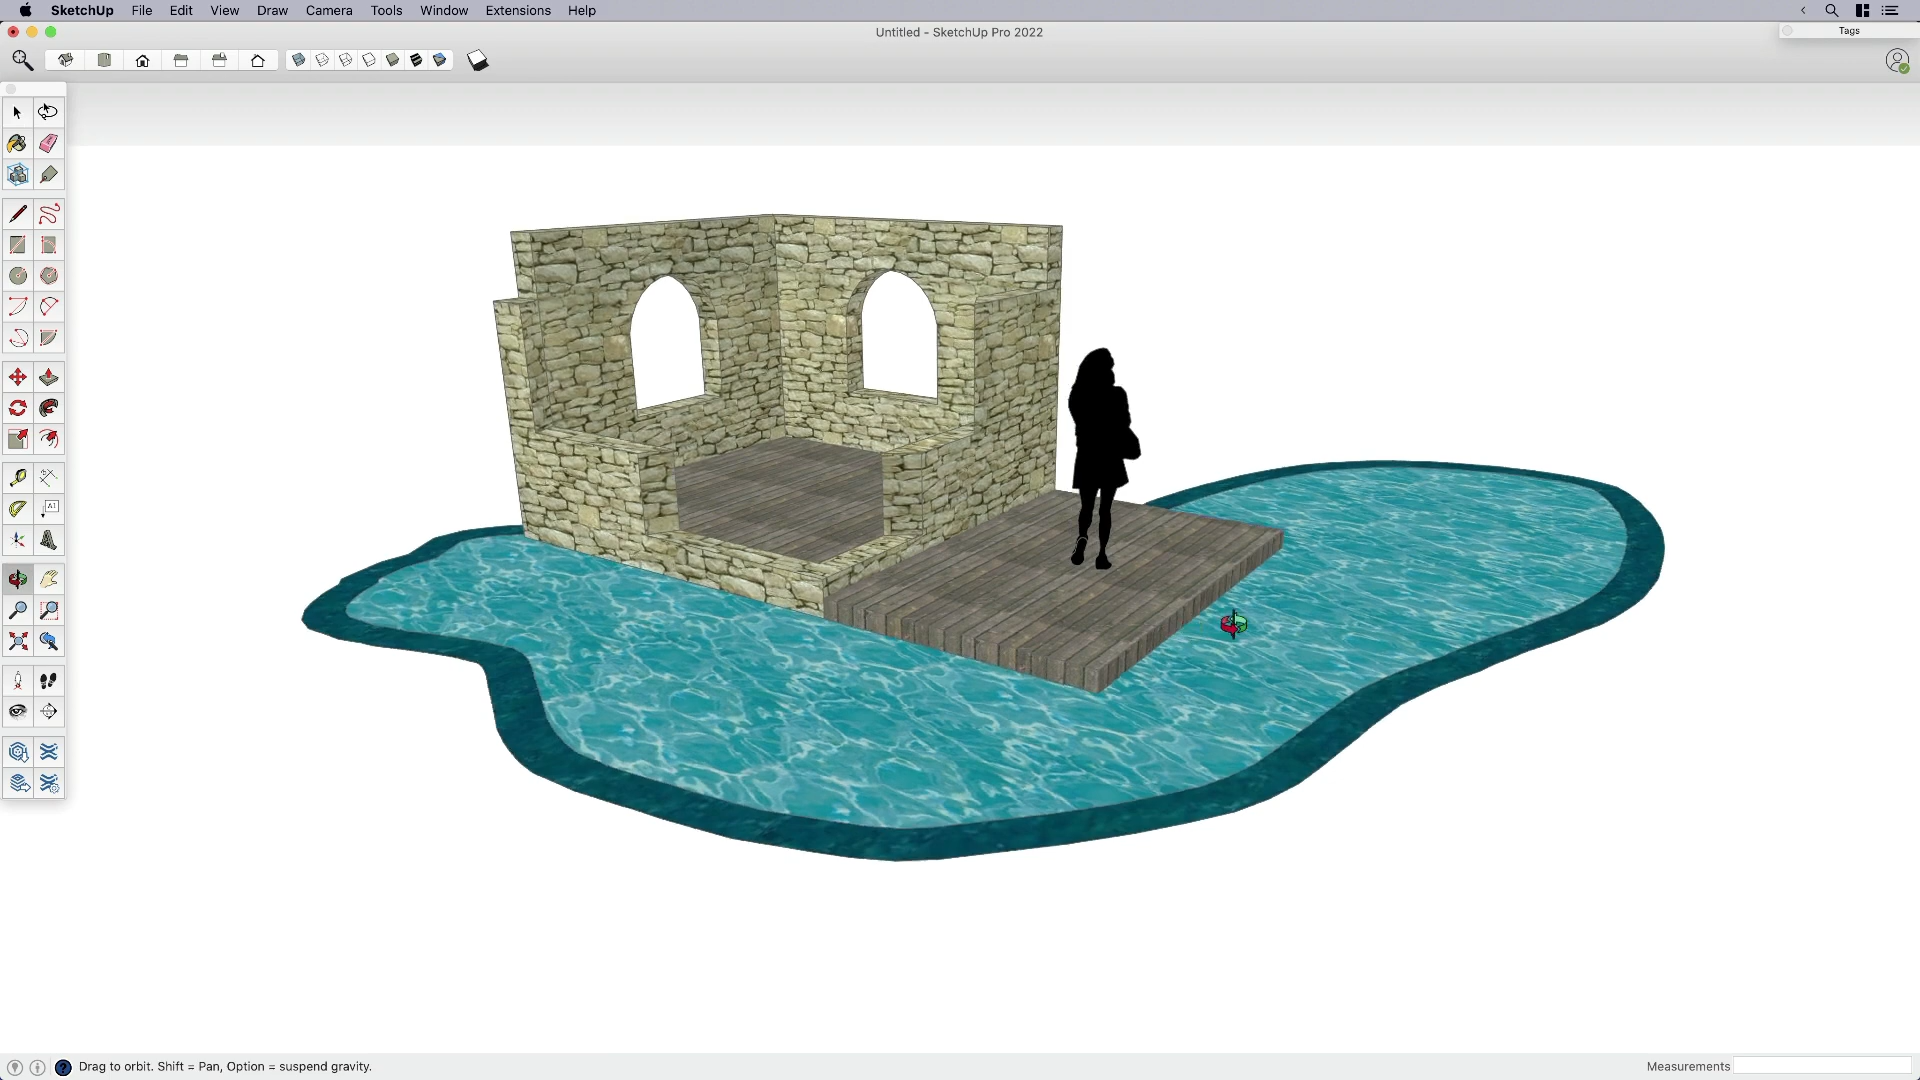 SketchUp File Edit View Draw Camera Tools Window Extensions Help
Untitled - SketchUp Pro 2022
Tags
A1
Drag to orbit. Shift = Pan, Option = suspend gravity.
Measurements